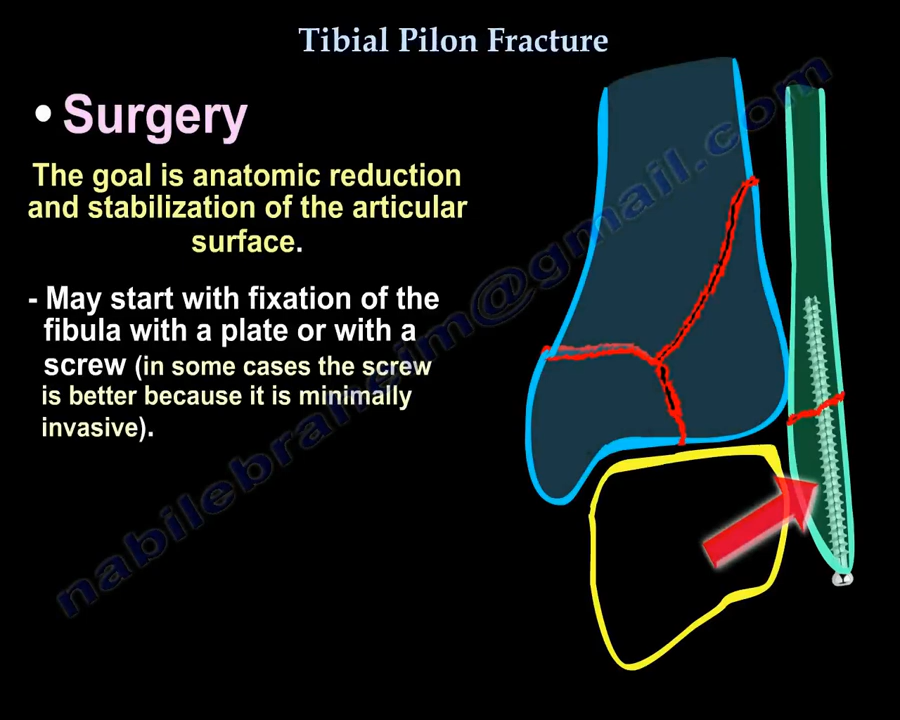 Tibial Pilon Fracture
• Surgery
The goal is anatomic reduction
and stabilization of the articular
surface.
- May start with fixation of the
fibula with a plate or with a
screw (in some cases the screw
is better because it is minimally
invasive).
nabilebraheim@gmail.com